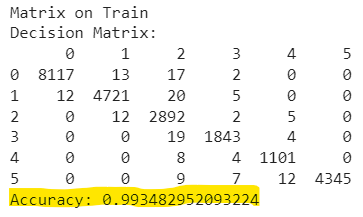 Matrix on Train
Decision Matrix:
0 1 2 3 4 5
0 8117 13 17 2 0 0
1 12 4721 20 5 0 0
2 0 12 2892 2 5 0
3 0 0 19 1843 4 0
4 0 0 8 4 1101 0
5 0 0 9 7 12 4345
Accuracy: 0.993482952093224